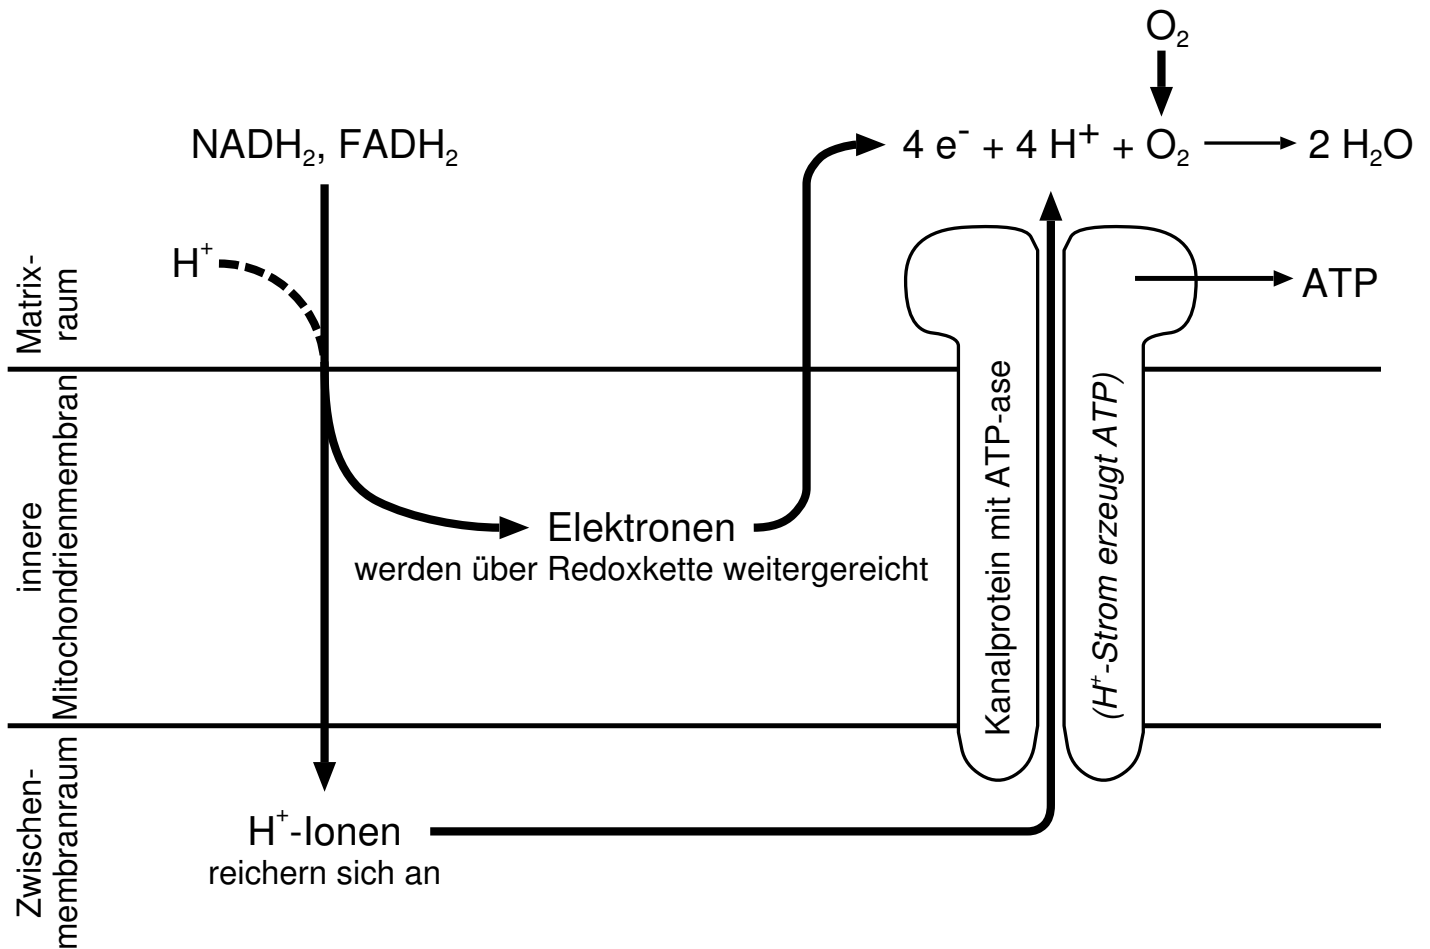 O₂
NADH₂, FADH₂
4 e⁻ + 4 H⁺ + O₂ → 2 H₂O
H⁺
ATP
Matrix-
raum
innere
Mitochondrienmembran
Elektronen
werden über Redoxkette weitergereicht
Kanalprotein mit ATP-ase
(H⁺-Strom erzeugt ATP)
Zwischen-
membranraum
H⁺-Ionen
reichern sich an